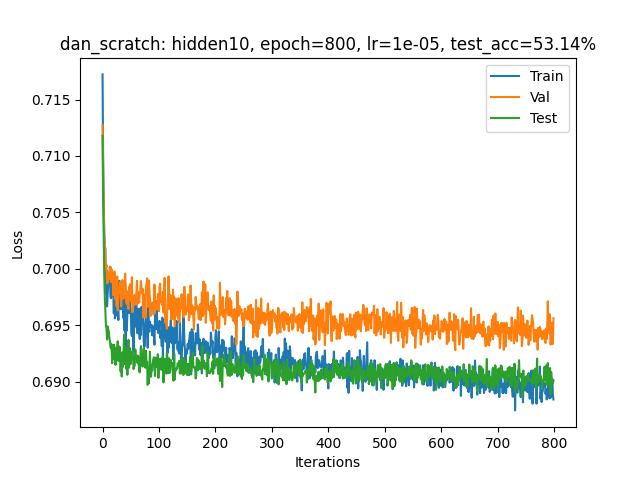 dan_scratch: hidden10, epoch=800, lr=1e-05, test_acc=53.14%
Train
Val
Test
0.715
0.710
0.705
0.700
0.695
0.690
Loss
0 100 200 300 400 500 600 700 800
Iterations